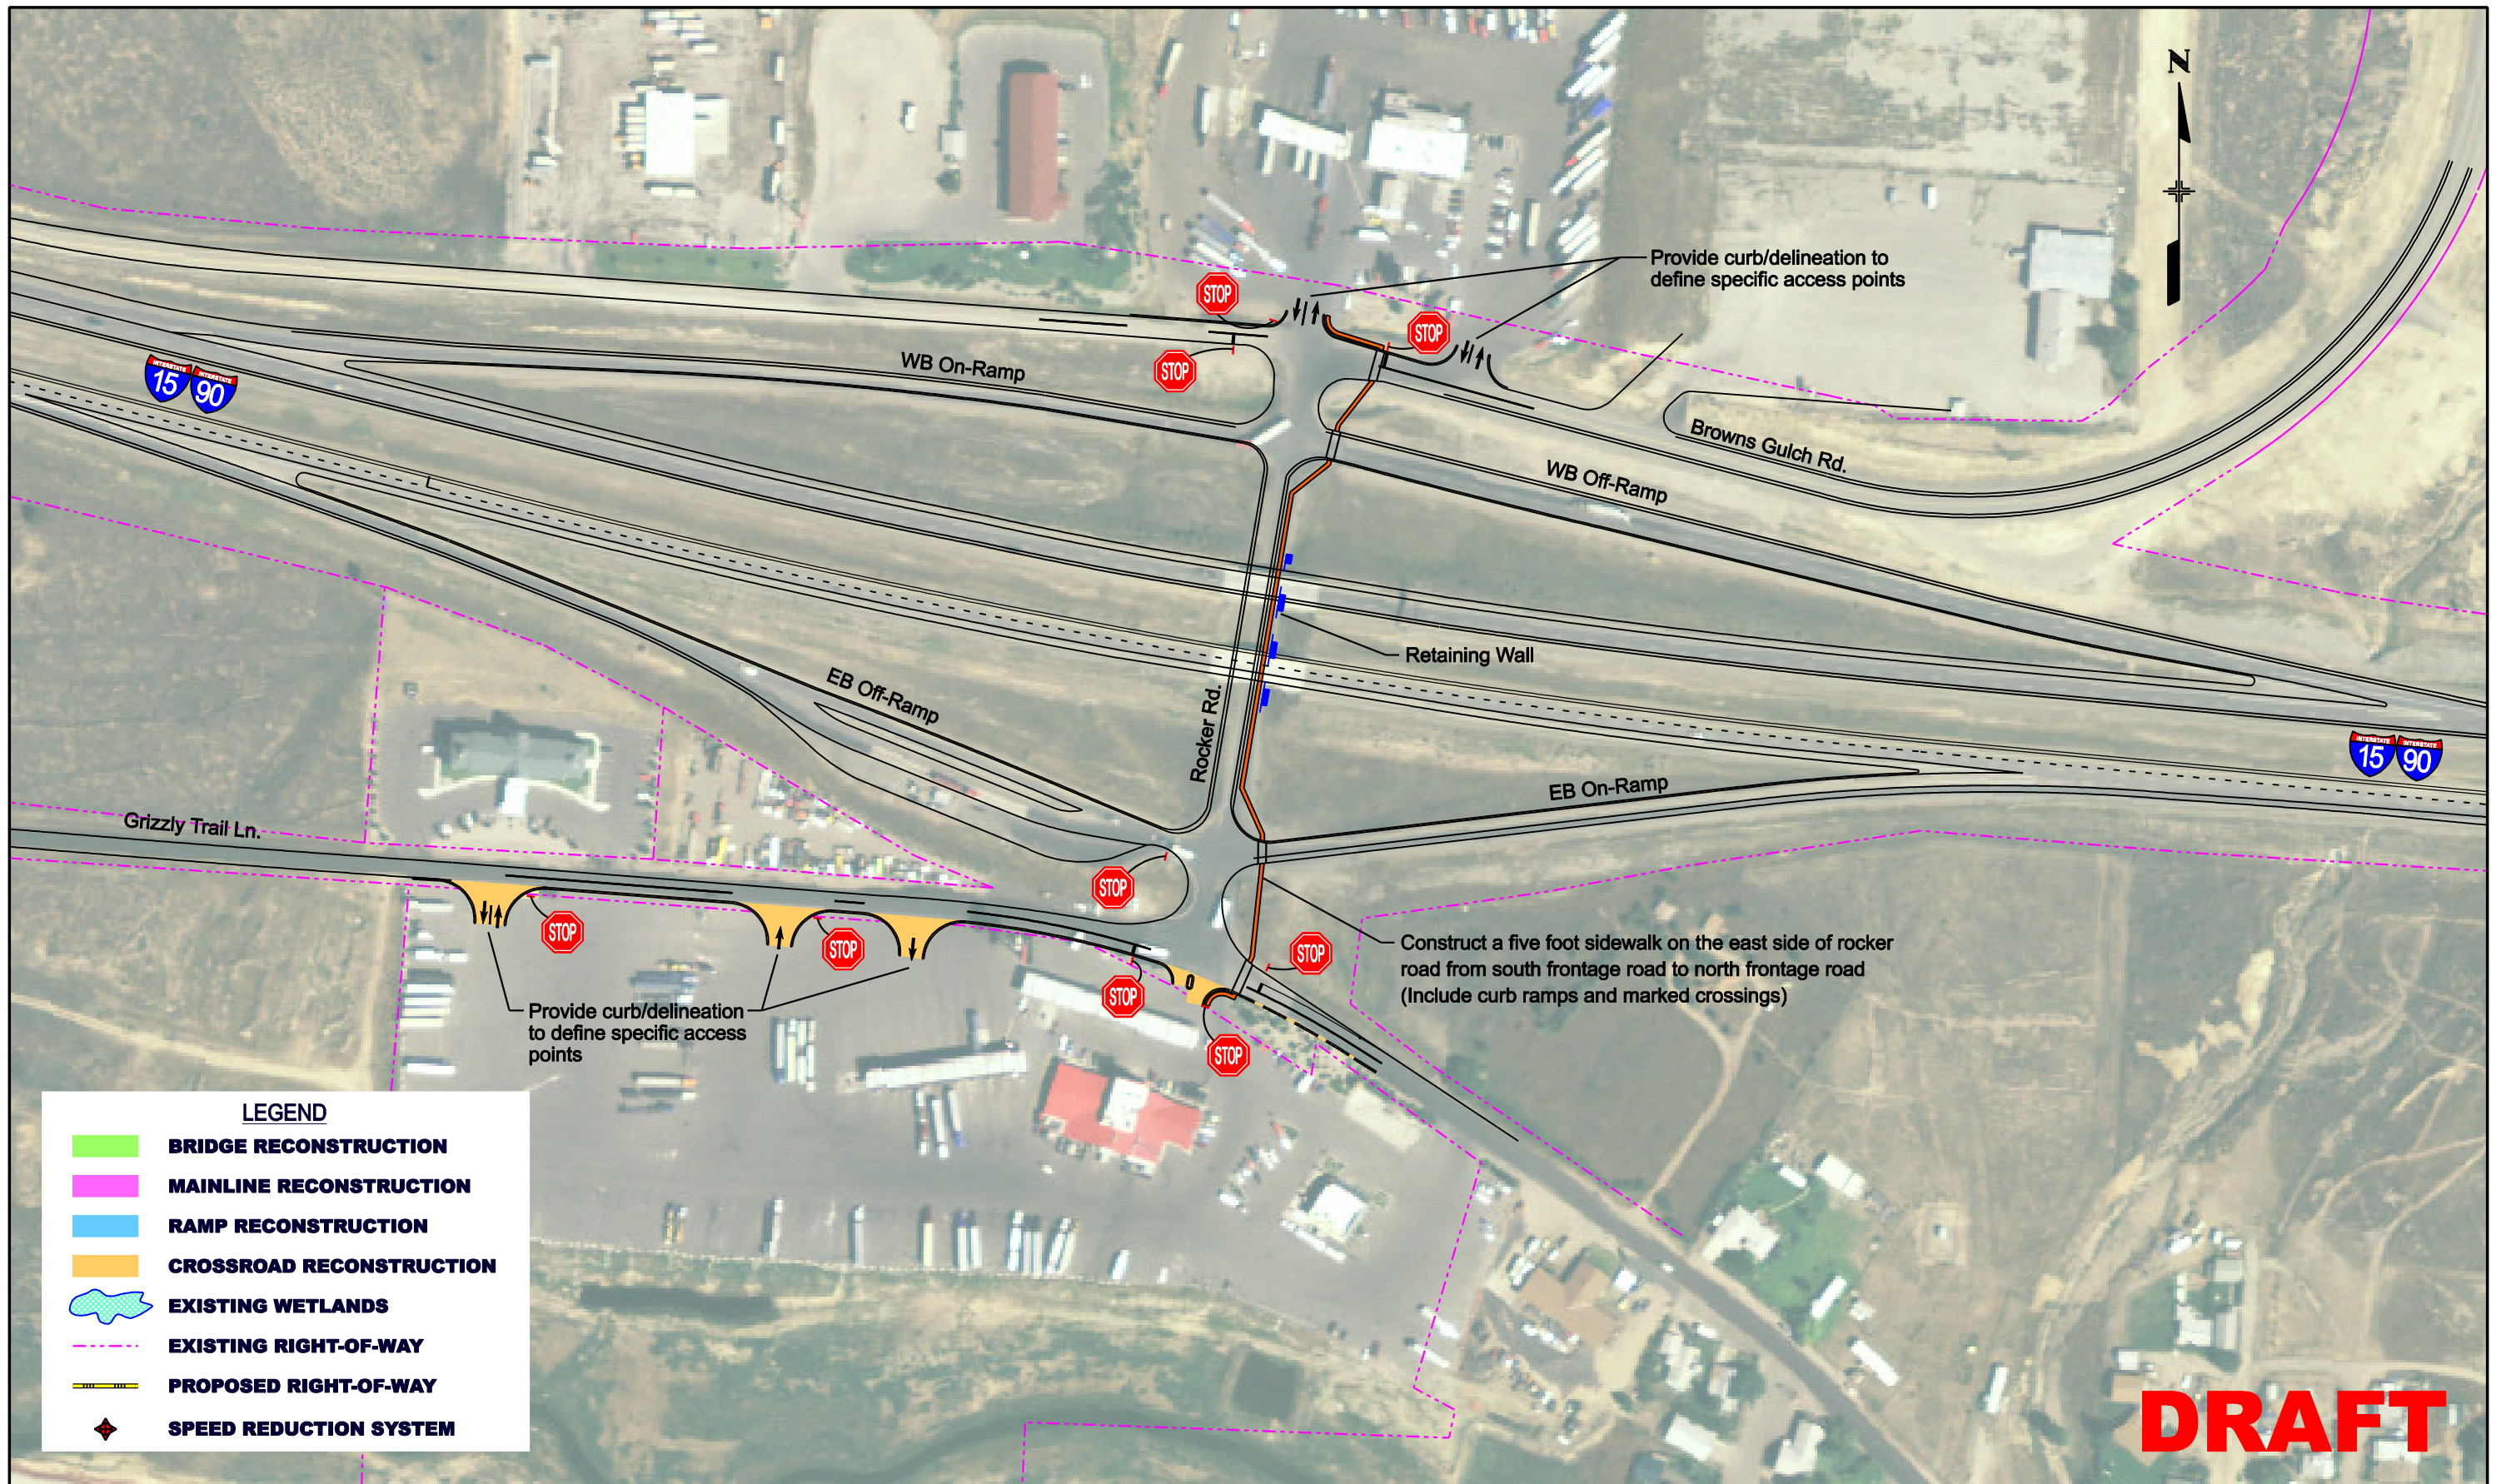 N
Provide curb/delineation to
define specific access points
STOP
STOP
STOP
WB On-Ramp
INTERSTATE
15
INTERSTATE
90
Browns Gulch Rd.
WB Off-Ramp
Retaining Wall
EB Off-Ramp
Rocker Rd.
INTERSTATE
15
INTERSTATE
90
EB On-Ramp
Grizzly Trail Ln.
STOP
STOP
STOP
STOP
STOP
STOP
Construct a five foot sidewalk on the east side of rocker
road from south frontage road to north frontage road
(Include curb ramps and marked crossings)
Provide curb/delineation
to define specific access
points
LEGEND
BRIDGE RECONSTRUCTION
MAINLINE RECONSTRUCTION
RAMP RECONSTRUCTION
CROSSROAD RECONSTRUCTION
EXISTING WETLANDS
EXISTING RIGHT-OF-WAY
PROPOSED RIGHT-OF-WAY
SPEED REDUCTION SYSTEM
DRAFT